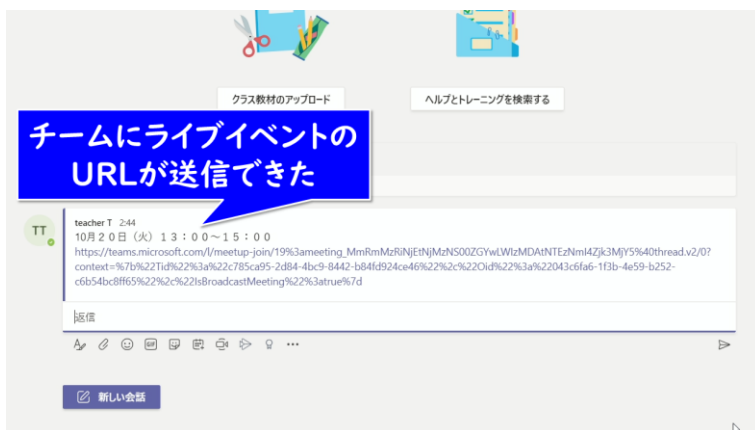 クラス教材のアップロード
ヘルプとトレーニングを検索する
チームにライブイベントの
URLが送信できた
TT
teacher T 2:44
10月20日（火）13：00～15：00
https://teams.microsoft.com/l/meetup-join/19%3ameeting_MmRmMzRiNjEtNjMzNS00ZGYwLWIzMDAtNTEzNmI4Zjk3MjY5%40thread.v2/0?
context=%7b%22Tid%22%3a%22c785ca95-2d84-4bc9-8442-b84fd924ce46%22%2c%22Oid%22%3a%22043c6fa6-1f3b-4e59-b252-
c6b54bc8ff65%22%2c%22IsBroadcastMeeting%22%3atrue%7d
返信
GIF
新しい会話